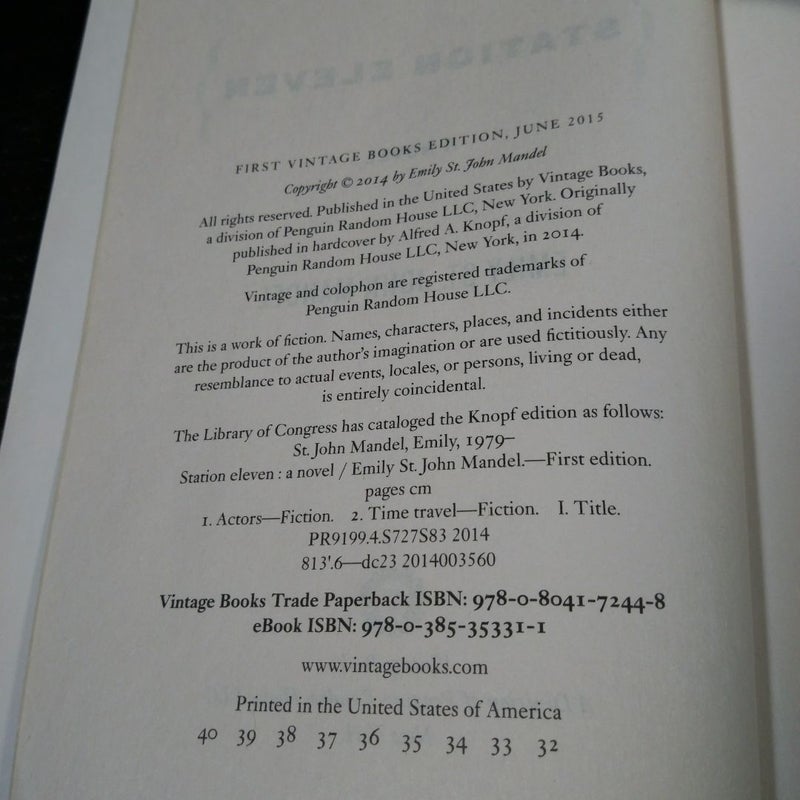 STATION ELEVEN
FIRST VINTAGE BOOKS EDITION, JUNE 2015
Copyright © 2014 by Emily St. John Mandel
All rights reserved. Published in the United States by Vintage Books,
a division of Penguin Random House LLC, New York. Originally
published in hardcover by Alfred A. Knopf, a division of
Penguin Random House LLC, New York, in 2014.
Vintage and colophon are registered trademarks of
Penguin Random House LLC.
This is a work of fiction. Names, characters, places, and incidents either
are the product of the author's imagination or are used fictitiously. Any
resemblance to actual events, locales, or persons, living or dead,
is entirely coincidental.
The Library of Congress has cataloged the Knopf edition as follows:
St. John Mandel, Emily, 1979–
Station eleven : a novel / Emily St. John Mandel.—First edition.
pages cm
1. Actors—Fiction. 2. Time travel—Fiction. I. Title.
PR9199.4.S727S83 2014
813'.6—dc23 2014003560
Vintage Books Trade Paperback ISBN: 978-0-8041-7244-8
eBook ISBN: 978-0-385-35331-1
www.vintagebooks.com
Printed in the United States of America
40 39 38 37 36 35 34 33 32